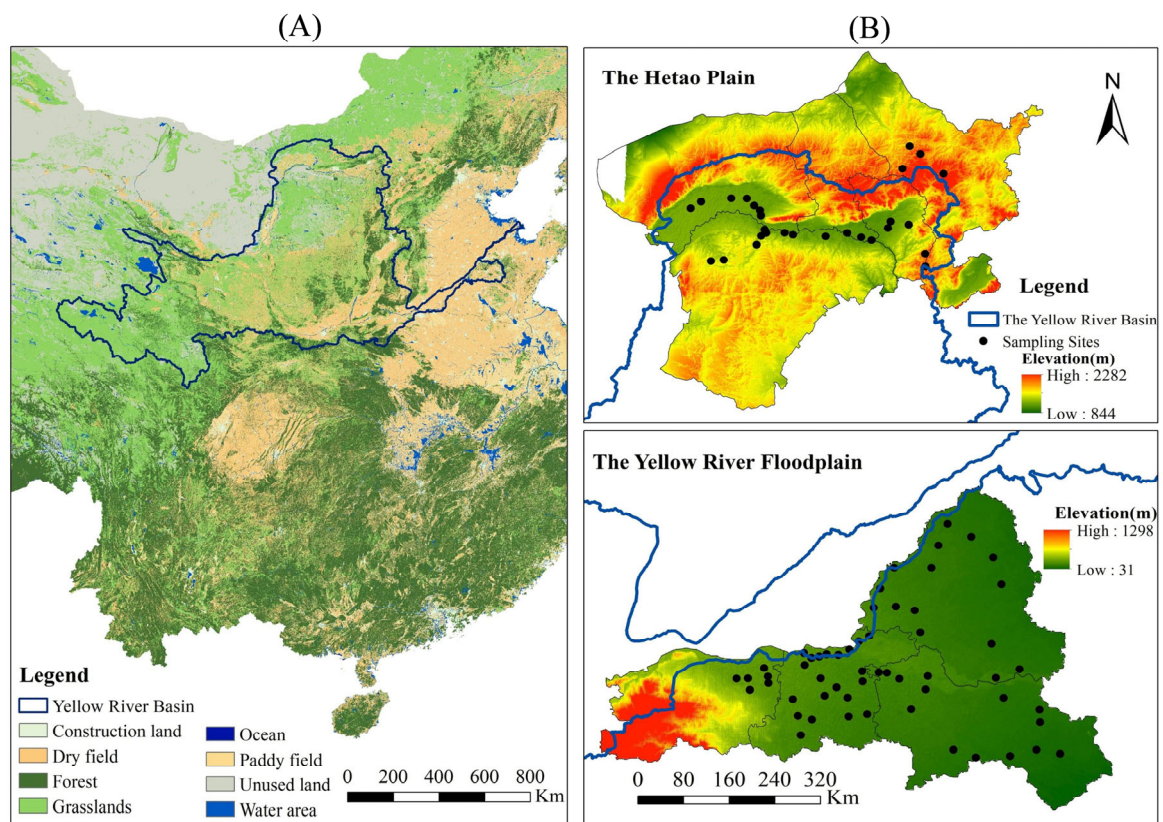 (A)
(B)
The Hetao Plain
N
Legend
The Yellow River Basin
Sampling Sites
Elevation(m)
High : 2282
Low : 844
The Yellow River Floodplain
Elevation(m)
High : 1298
Low : 31
0 80 160 240 320
Km
Legend
Yellow River Basin
Construction land
Dry field
Forest
Grasslands
Ocean
Paddy field
Unused land
Water area
0 200 400 600 800
Km